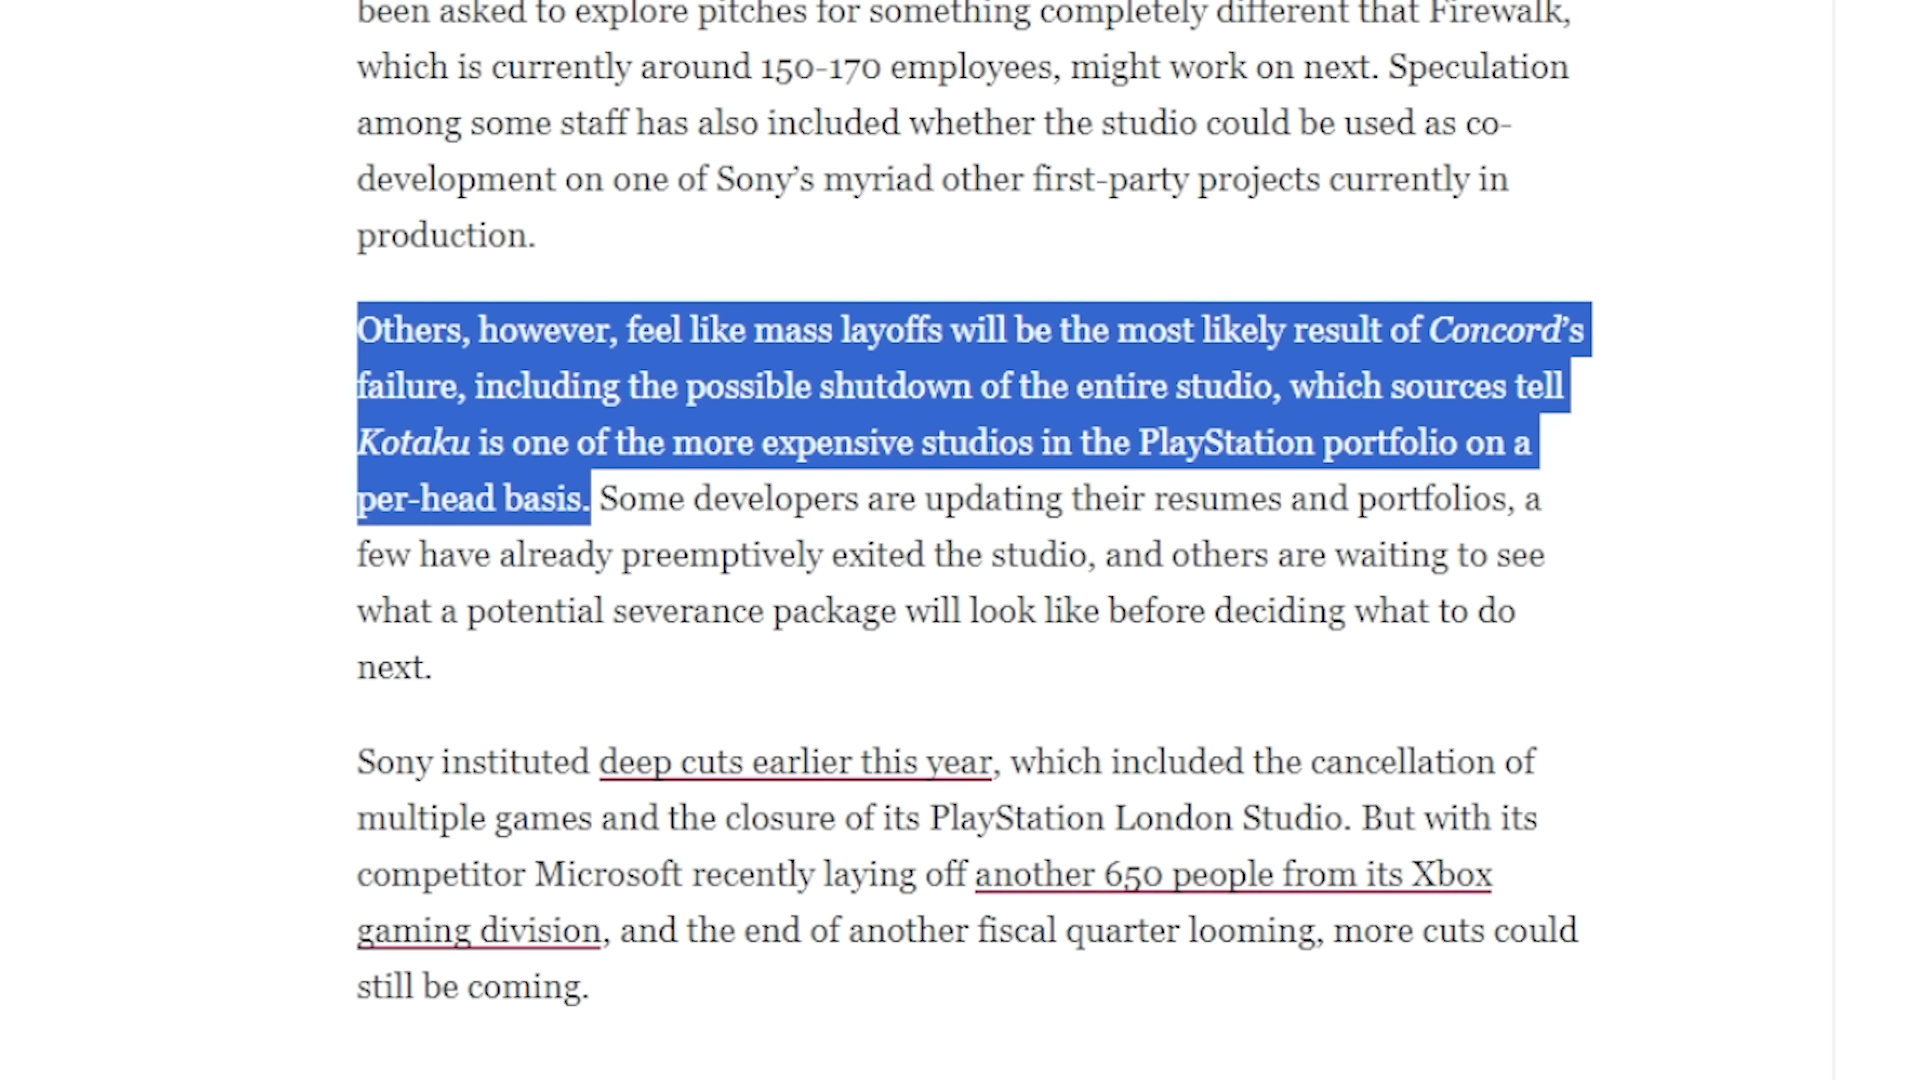 been asked to explore pitches for something completely different that Firewalk,
which is currently around 150-170 employees, might work on next. Speculation
among some staff has also included whether the studio could be used as co-
development on one of Sony’s myriad other first-party projects currently in
production.
Others, however, feel like mass layoffs will be the most likely result of Concord’s
failure, including the possible shutdown of the entire studio, which sources tell
Kotaku is one of the more expensive studios in the PlayStation portfolio on a
per-head basis. Some developers are updating their resumes and portfolios, a
few have already preemptively exited the studio, and others are waiting to see
what a potential severance package will look like before deciding what to do
next.
Sony instituted deep cuts earlier this year, which included the cancellation of
multiple games and the closure of its PlayStation London Studio. But with its
competitor Microsoft recently laying off another 650 people from its Xbox
gaming division, and the end of another fiscal quarter looming, more cuts could
still be coming.